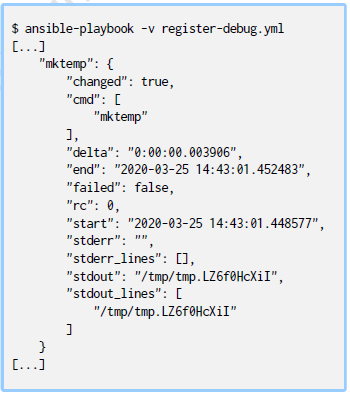 $ ansible-playbook -v register-debug.yml
[...]
    "mktemp": {
        "changed": true,
        "cmd": [
            "mktemp"
        ],
        "delta": "0:00:00.003906",
        "end": "2020-03-25 14:43:01.452483",
        "failed": false,
        "rc": 0,
        "start": "2020-03-25 14:43:01.448577",
        "stderr": "",
        "stderr_lines": [],
        "stdout": "/tmp/tmp.LZ6f0HcXiI",
        "stdout_lines": [
            "/tmp/tmp.LZ6f0HcXiI"
        ]
    }
[...]